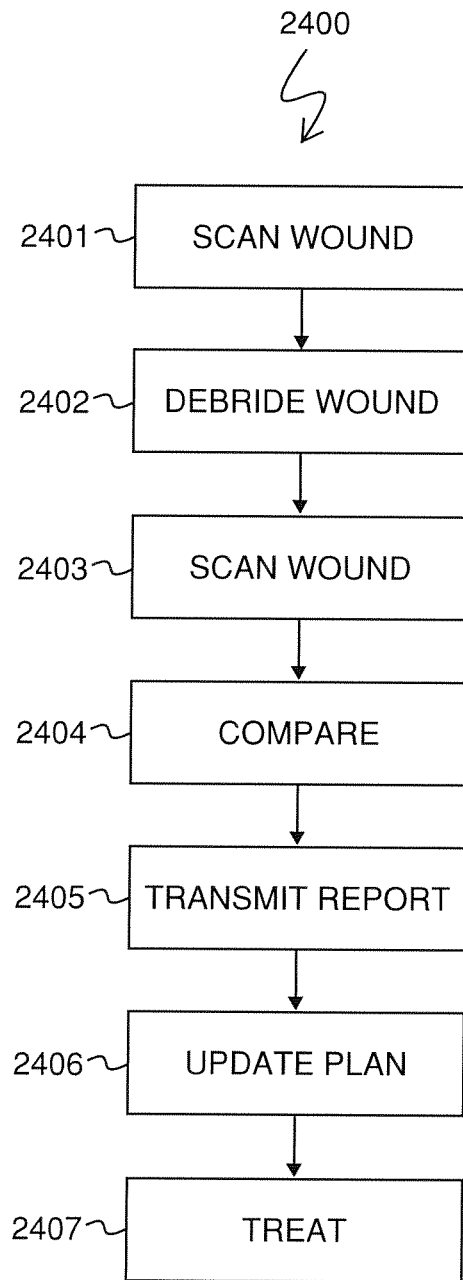 2400
2401 SCAN WOUND
2402 DEBRIDE WOUND
2403 SCAN WOUND
2404 COMPARE
2405 TRANSMIT REPORT
2406 UPDATE PLAN
2407 TREAT